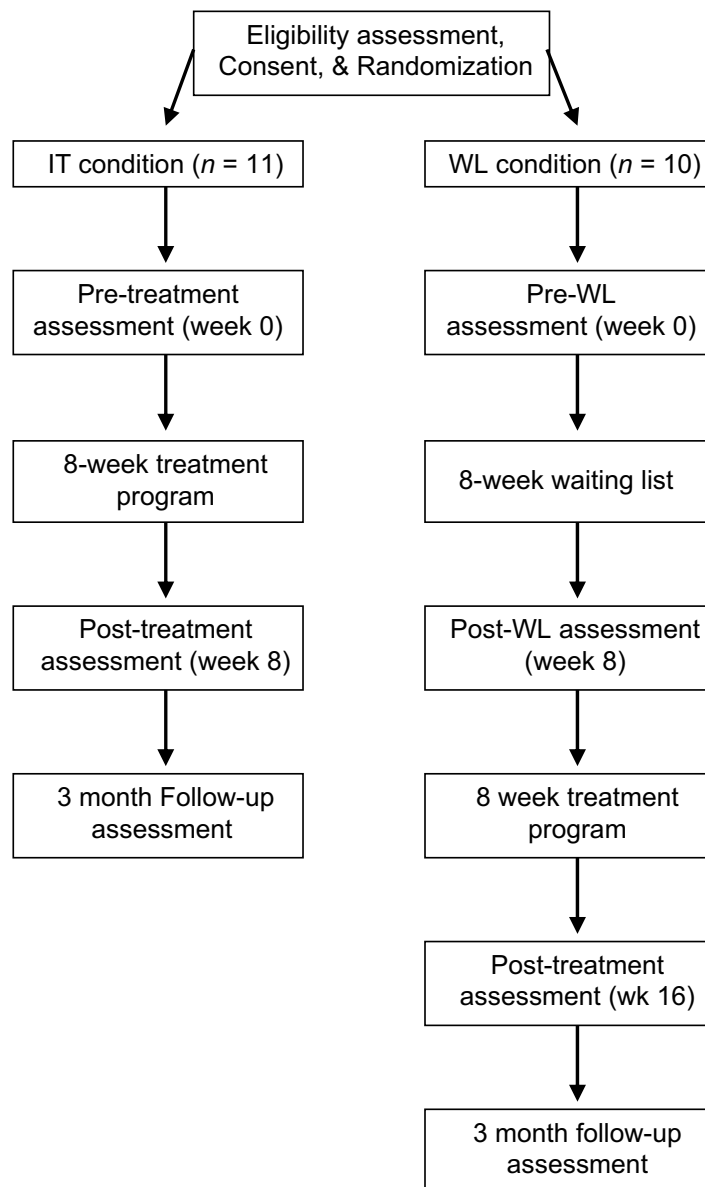 Eligibility assessment,
Consent, & Randomization
IT condition (n = 11)
WL condition (n = 10)
Pre-treatment
assessment (week 0)
Pre-WL
assessment (week 0)
8-week treatment
program
8-week waiting list
Post-treatment
assessment (week 8)
Post-WL assessment
(week 8)
3 month Follow-up
assessment
8 week treatment
program
Post-treatment
assessment (wk 16)
3 month follow-up
assessment